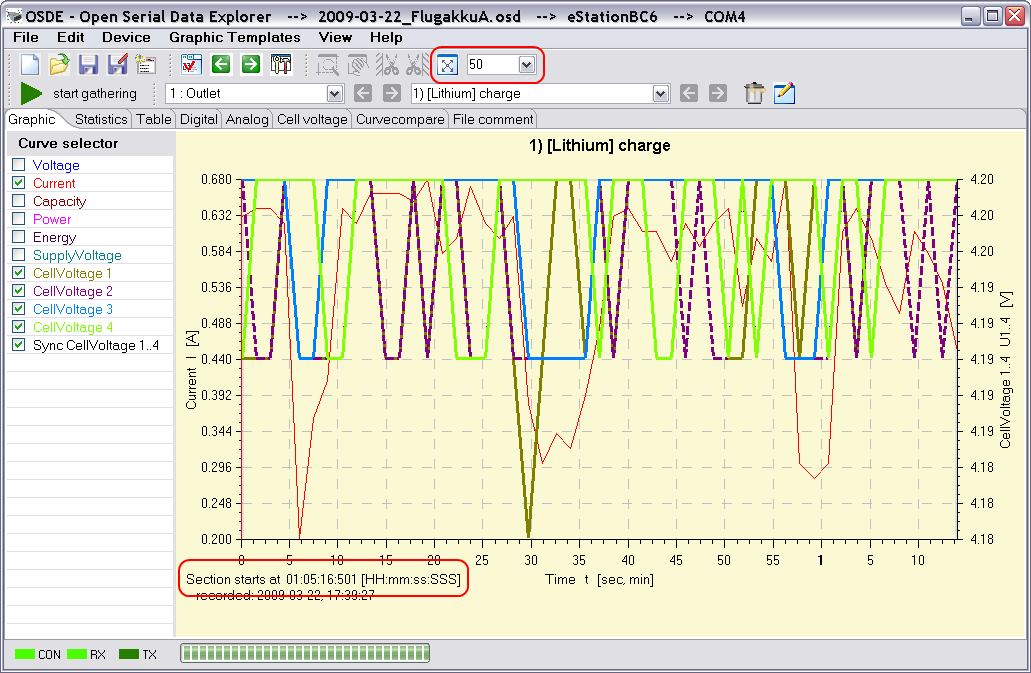 OSDE - Open Serial Data Explorer --> 2009-03-22_FlugakkuA.osd --> eStationBC6 --> COM4
File Edit Device Graphic Templates View Help
50
start gathering 1 : Outlet 1) [Lithium] charge
Graphic Statistics Table Digital Analog Cell voltage Curvecompare File comment
Curve selector
Voltage
Current
Capacity
Power
Energy
SupplyVoltage
CellVoltage 1
CellVoltage 2
CellVoltage 3
CellVoltage 4
Sync CellVoltage 1..4
1) [Lithium] charge
0.680
0.632
0.584
0.536
0.488
0.440
0.392
0.344
0.296
0.248
0.200
Current I [A]
4.20
4.20
4.20
4.19
4.19
4.19
4.19
4.19
4.18
4.18
4.18
CellVoltage 1..4 U1..4 [V]
0 5 10 15 20 25 30 35 40 45 50 55 1 5 10
Time t [sec, min]
Section starts at 01:05:16:501 [HH:mm:ss:SSS]
recorded: 2009-03-22, 17:39:27
CON RX TX